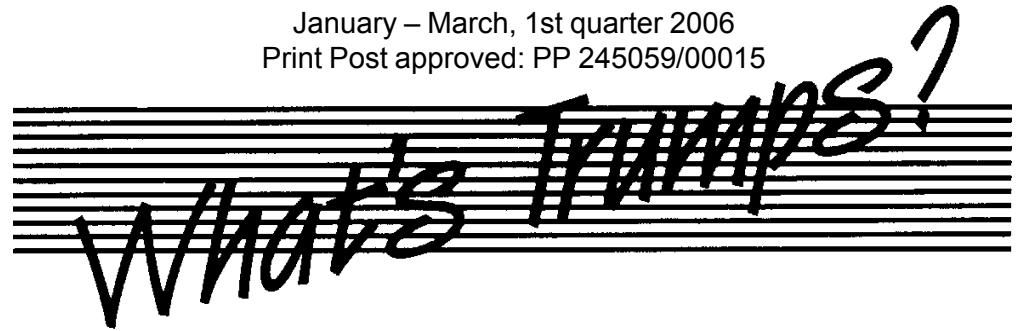 January – March, 1st quarter 2006
Print Post approved: PP 245059/00015
What's Trumps?